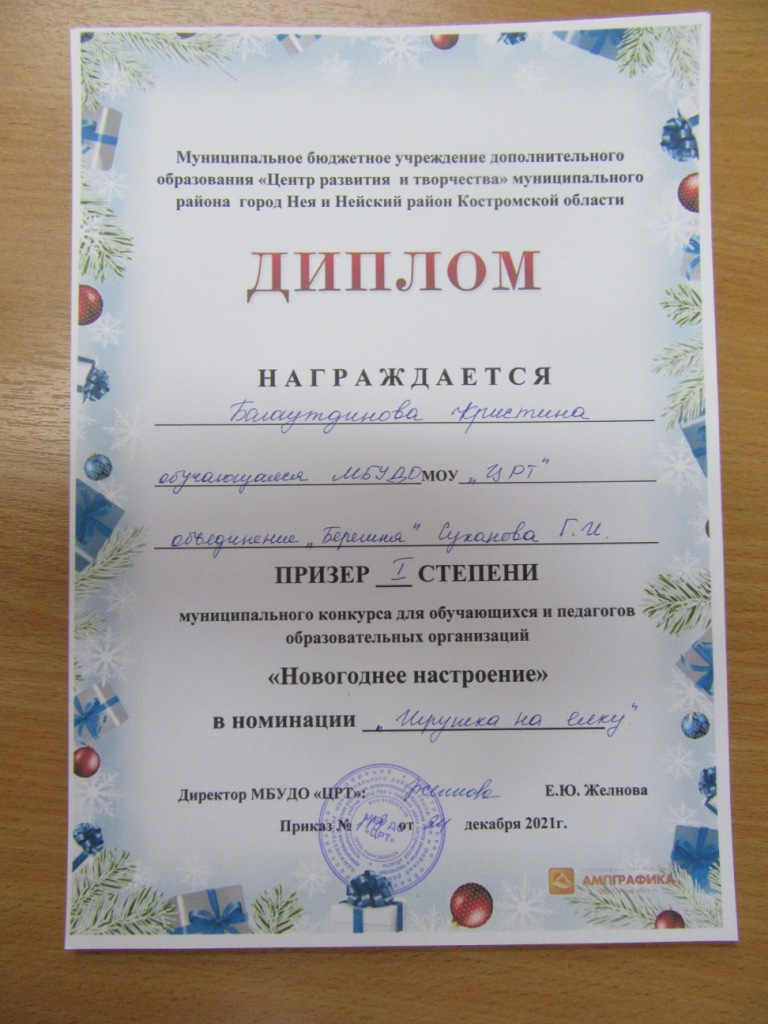 Муниципальное бюджетное учреждение дополнительного
образования «Центр развития и творчества» муниципального
района город Нея и Нейский район Костромской области
ДИПЛОМ
НАГРАЖДАЕТСЯ
Багаутдинова Кристина
обучающаяся МБУДО МОУ „ЦРТ“
объединение „Берегиня“ Суханова Г.И.
ПРИЗЕР I СТЕПЕНИ
муниципального конкурса для обучающихся и педагогов
образовательных организаций
«Новогоднее настроение»
в номинации „Игрушка на елку“.
Директор МБУДО «ЦРТ»: Е.Ю. Желнова
Приказ № от декабря 2021г.
АМПГРАФИКА